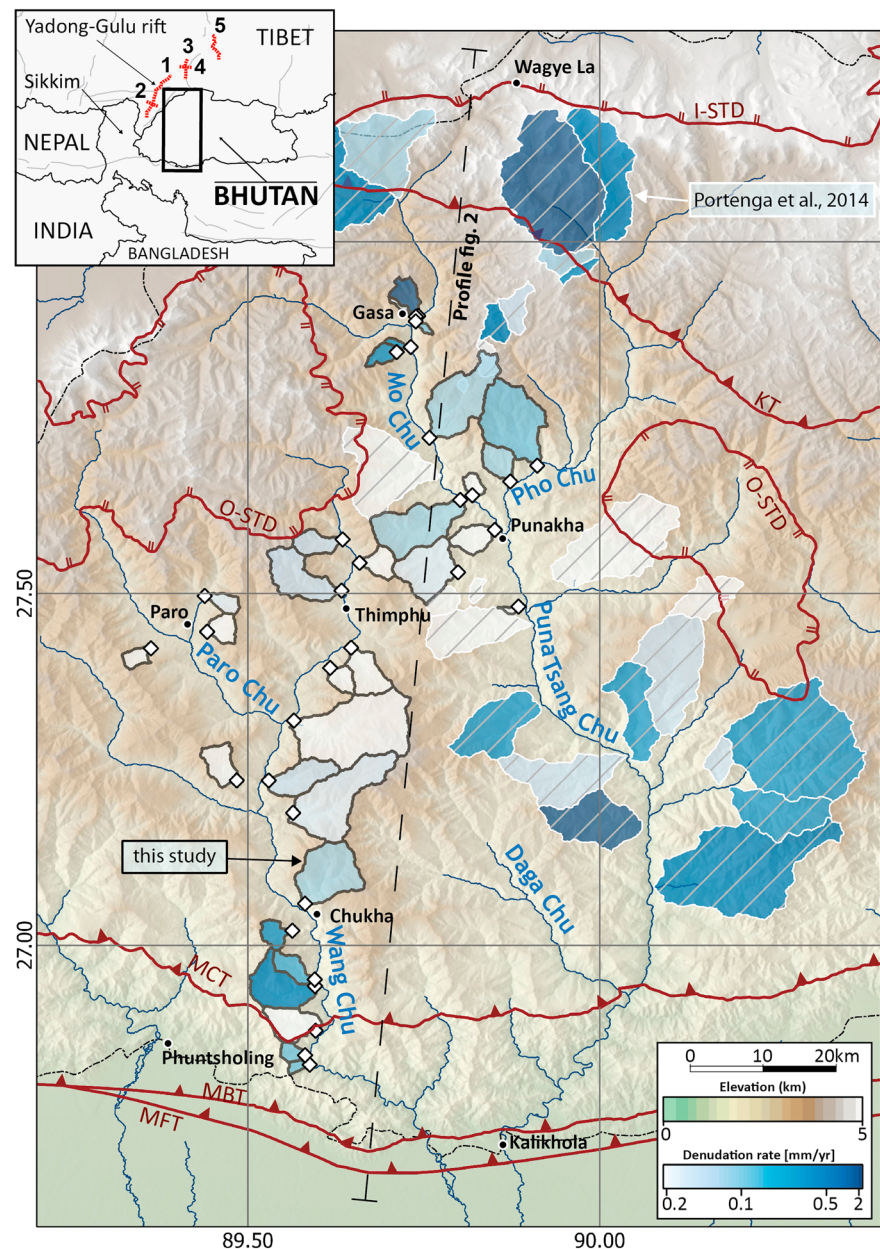 Yadong-Gulu rift
5
TIBET
3
1
4
Sikkim
2
NEPAL
BHUTAN
INDIA
BANGLADESH
Wagye La
I-STD
Portenga et al., 2014
Profile fig. 2
Gasa
Mo Chu
KT
Pho Chu
O-STD
O-STD
Punakha
27.50
Paro
Thimphu
PunaTsang Chu
Paro Chu
this study
Daga Chu
Chukha
27.00
Wang Chu
MCT
Phuntsholing
MBT
MFT
Kalikhola
0 10 20km
Elevation (km)
0 5
Denudation rate [mm/yr]
0.2 0.1 0.5 2
89.50 90.00